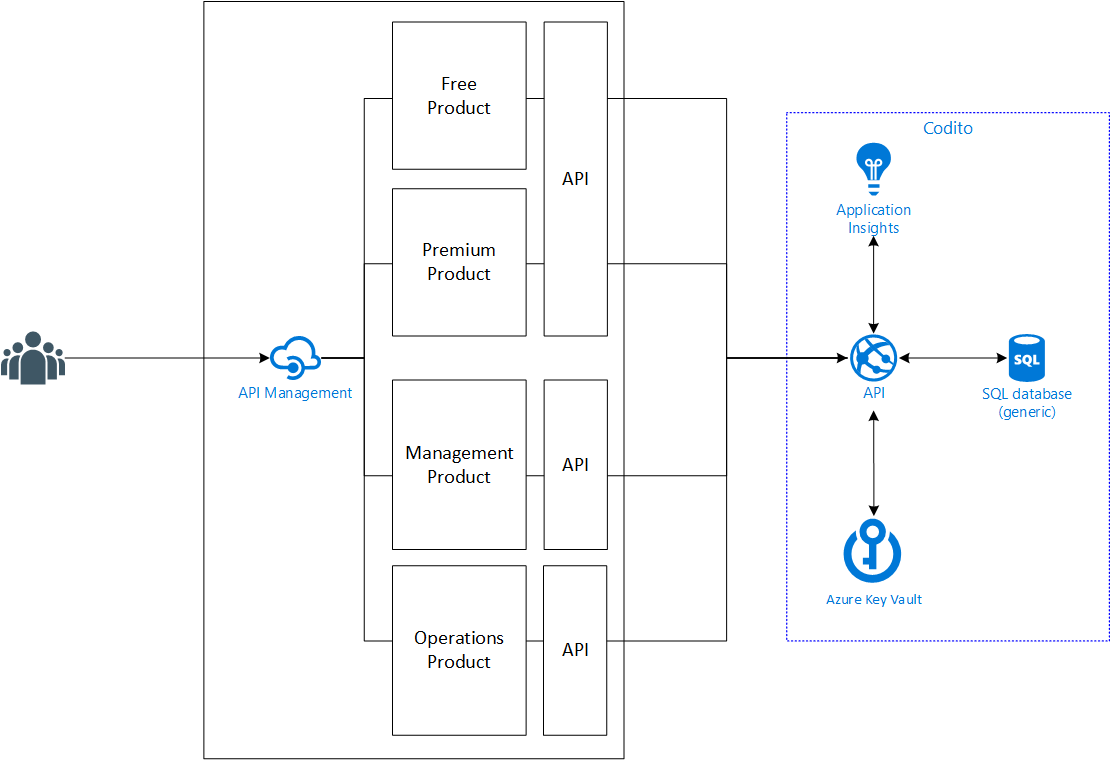 Free
Product
API
Premium
Product
API Management
Management
Product
API
Operations
Product
API
Codito
Application
Insights
API
SQL
SQL database
(generic)
Azure Key Vault